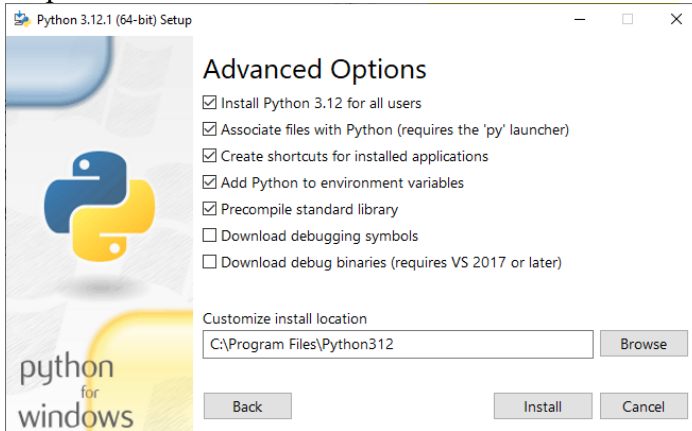 Python 3.12.1 (64-bit) Setup
Advanced Options
Install Python 3.12 for all users
Associate files with Python (requires the 'py' launcher)
Create shortcuts for installed applications
Add Python to environment variables
Precompile standard library
Download debugging symbols
Download debug binaries (requires VS 2017 or later)
Customize install location
C:\Program Files\Python312
Browse
python
for
windows
Back
Install
Cancel